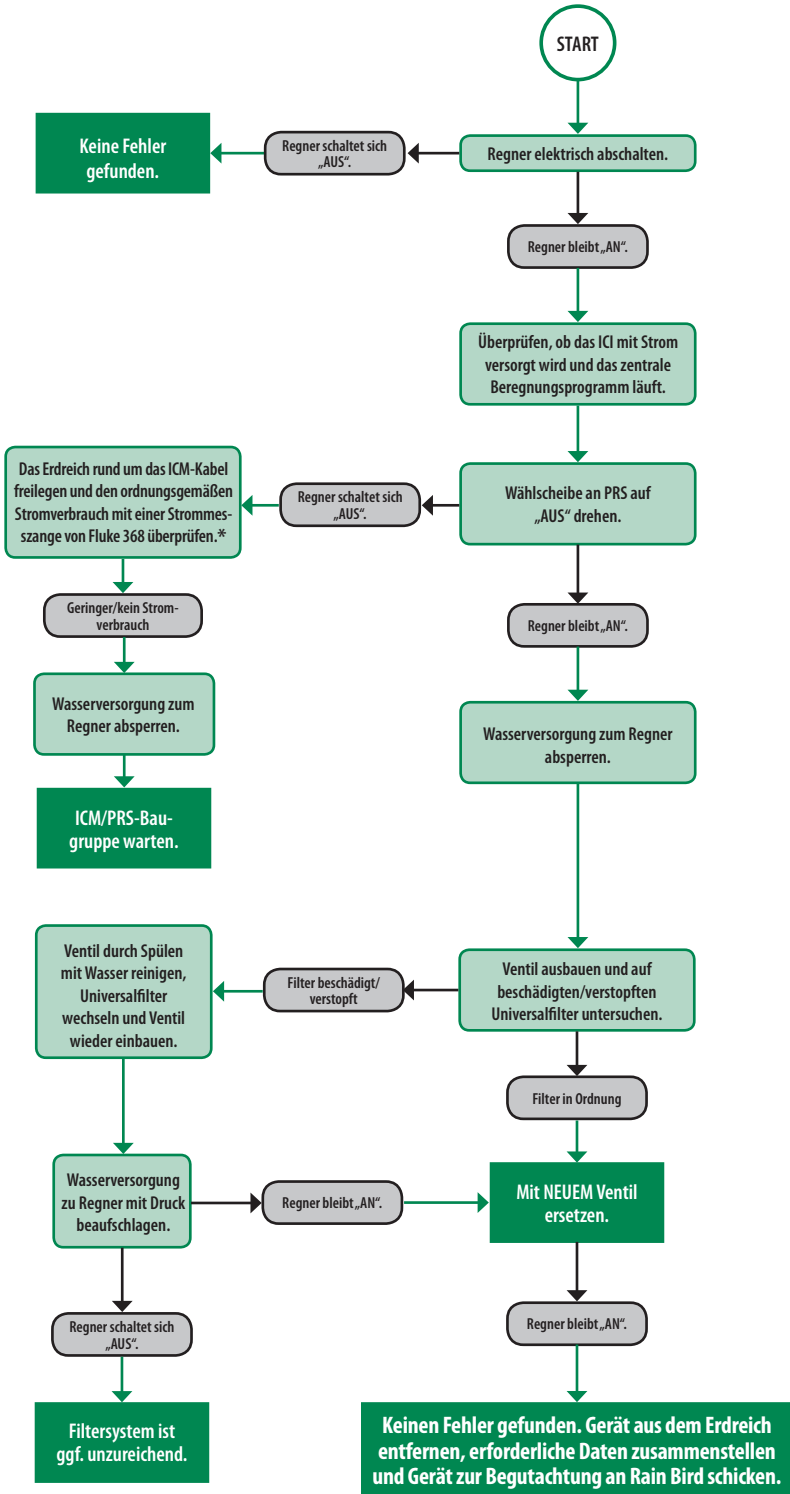 START
Keine Fehler
gefunden.
Regner schaltet sich
„AUS“.
Regner elektrisch abschalten.
Regner bleibt „AN“.
Überprüfen, ob das ICI mit Strom
versorgt wird und das zentrale
Beregnungsprogramm läuft.
Das Erdreich rund um das ICM-Kabel
freilegen und den ordnungsgemäßen
Stromverbrauch mit einer Strommes-
szange von Fluke 368 überprüfen.*
Regner schaltet sich
„AUS“.
Wählscheibe an PRS auf
„AUS“ drehen.
Geringer/kein Strom-
verbrauch
Regner bleibt „AN“.
Wasserversorgung zum
Regner absperren.
Wasserversorgung zum Regner
absperren.
ICM/PRS-Bau-
gruppe warten.
Ventil durch Spülen
mit Wasser reinigen,
Universalfilter
wechseln und Ventil
wieder einbauen.
Filter beschädigt/
verstopft
Ventil ausbauen und auf
beschädigten/verstopften
Universalfilter untersuchen.
Filter in Ordnung
Wasserversorgung
zu Regner mit Druck
beaufschlagen.
Regner bleibt „AN“.
Mit NEUEM Ventil
ersetzen.
Regner schaltet sich
„AUS“.
Regner bleibt „AN“.
Filtersystem ist
ggf. unzureichend.
Keinen Fehler gefunden. Gerät aus dem Erdreich
entfernen, erforderliche Daten zusammenstellen
und Gerät zur Begutachtung an Rain Bird schicken.